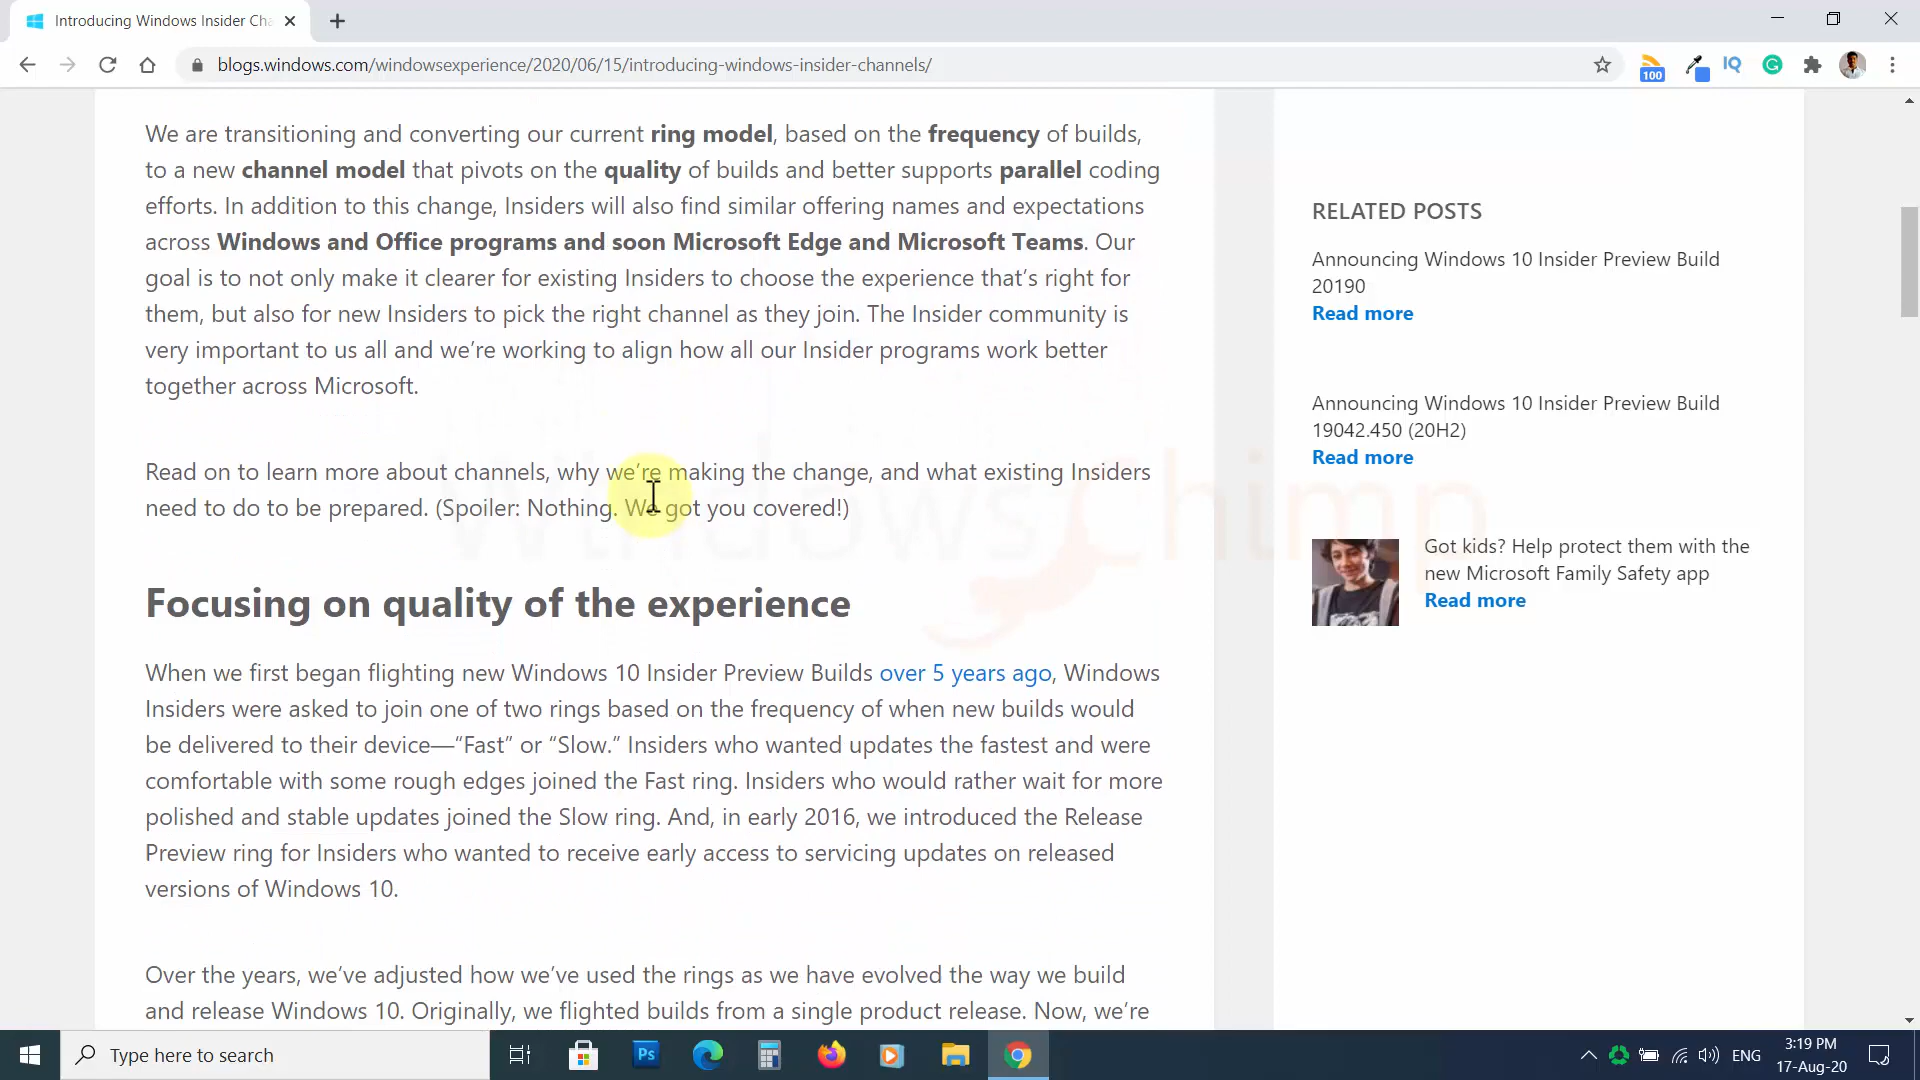 Introducing Windows Insider Cha
blogs.windows.com/windowsexperience/2020/06/15/introducing-windows-insider-channels/
100
IQ
We are transitioning and converting our current ring model, based on the frequency of builds,
to a new channel model that pivots on the quality of builds and better supports parallel coding
efforts. In addition to this change, Insiders will also find similar offering names and expectations
across Windows and Office programs and soon Microsoft Edge and Microsoft Teams. Our
goal is to not only make it clearer for existing Insiders to choose the experience that’s right for
them, but also for new Insiders to pick the right channel as they join. The Insider community is
very important to us all and we’re working to align how all our Insider programs work better
together across Microsoft.
Read on to learn more about channels, why we’re making the change, and what existing Insiders
need to do to be prepared. (Spoiler: Nothing. We got you covered!)
WindowsChimp
Focusing on quality of the experience
When we first began flighting new Windows 10 Insider Preview Builds over 5 years ago, Windows
Insiders were asked to join one of two rings based on the frequency of when new builds would
be delivered to their device—“Fast” or “Slow.” Insiders who wanted updates the fastest and were
comfortable with some rough edges joined the Fast ring. Insiders who would rather wait for more
polished and stable updates joined the Slow ring. And, in early 2016, we introduced the Release
Preview ring for Insiders who wanted to receive early access to servicing updates on released
versions of Windows 10.
Over the years, we’ve adjusted how we’ve used the rings as we have evolved the way we build
and release Windows 10. Originally, we flighted builds from a single product release. Now, we’re
RELATED POSTS
Announcing Windows 10 Insider Preview Build
20190
Read more
Announcing Windows 10 Insider Preview Build
19042.450 (20H2)
Read more
Got kids? Help protect them with the
new Microsoft Family Safety app
Read more
Type here to search
Ps
ENG
3:19 PM
17-Aug-20